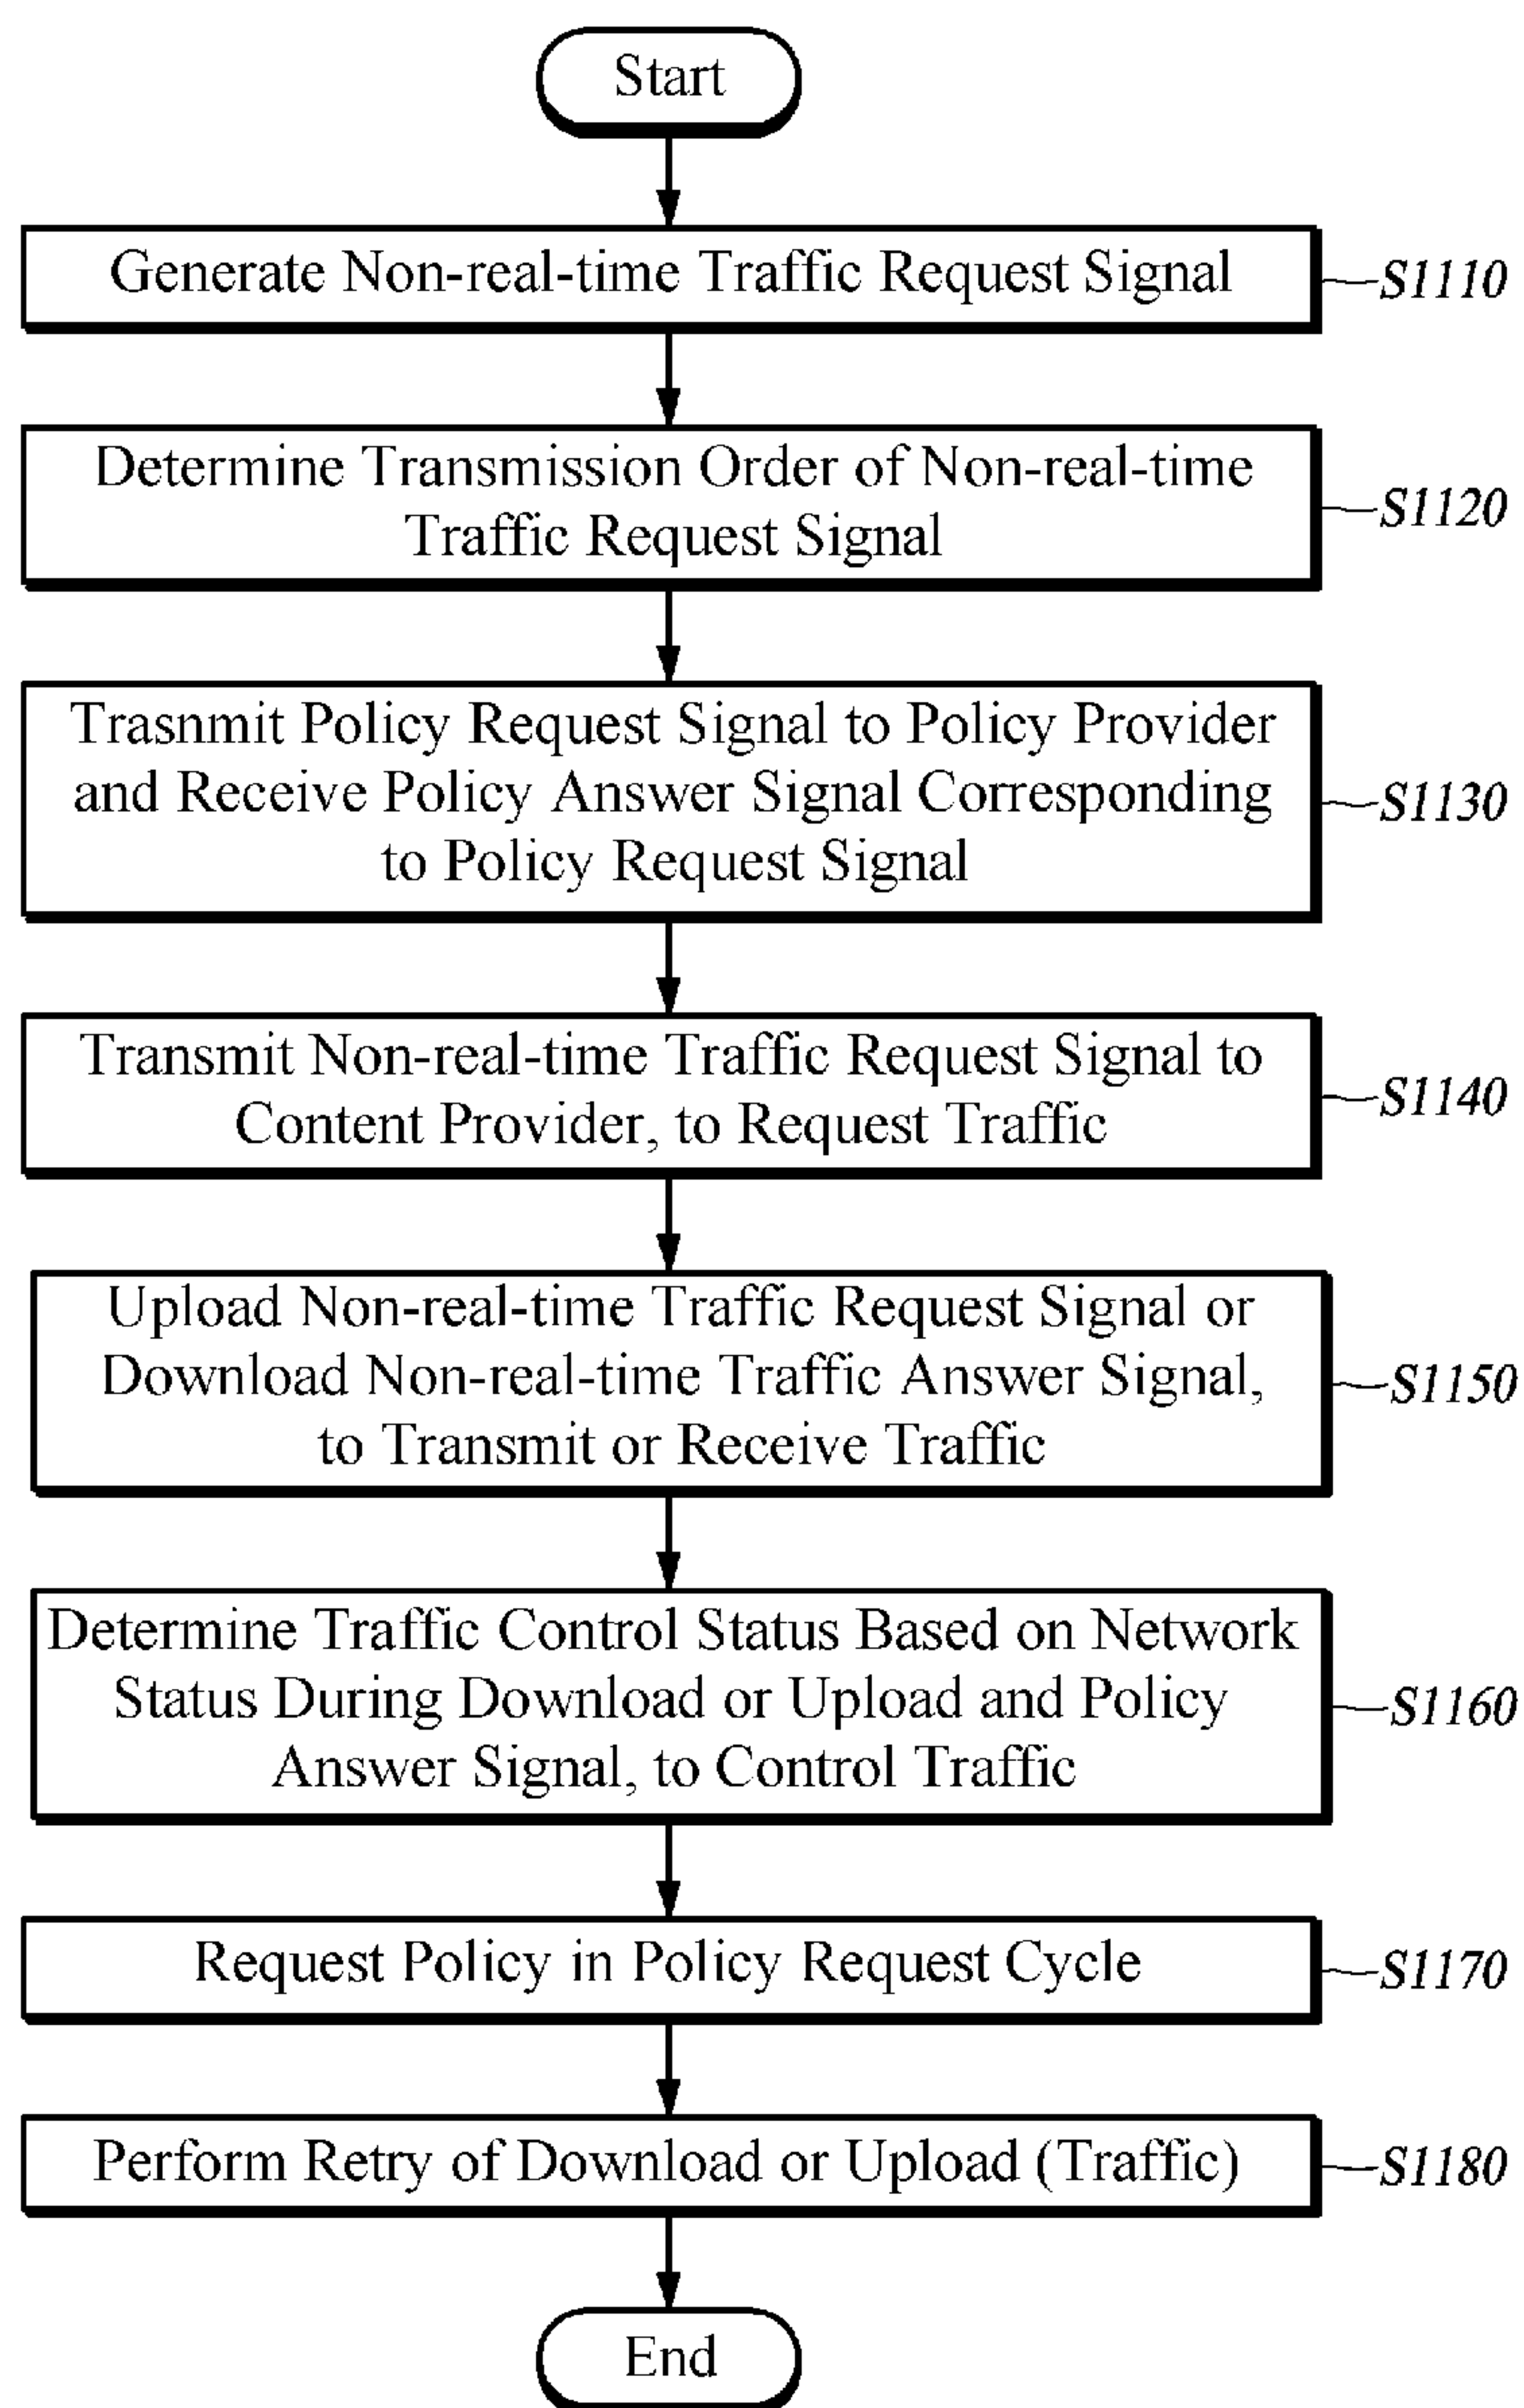 Start
Generate Non-real-time Traffic Request Signal
S1110
Determine Transmission Order of Non-real-time
Traffic Request Signal
S1120
Trasnmit Policy Request Signal to Policy Provider
and Receive Policy Answer Signal Corresponding
to Policy Request Signal
S1130
Transmit Non-real-time Traffic Request Signal to
Content Provider, to Request Traffic
S1140
Upload Non-real-time Traffic Request Signal or
Download Non-real-time Traffic Answer Signal,
to Transmit or Receive Traffic
S1150
Determine Traffic Control Status Based on Network
Status During Download or Upload and Policy
Answer Signal, to Control Traffic
S1160
Request Policy in Policy Request Cycle
S1170
Perform Retry of Download or Upload (Traffic)
S1180
End